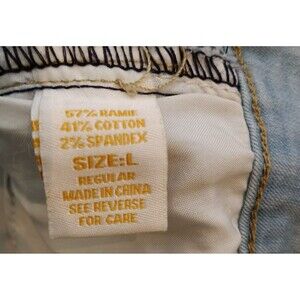 57% RAMIE
41% COTTON
2% SPANDEX
SIZE:L
REGULAR
MADE IN CHINA
SEE REVERSE
FOR CARE